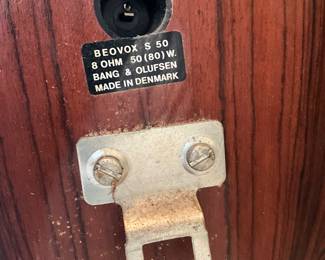 BEOVOX S 50
8 OHM 50 (80) W.
BANG & OLUFSEN
MADE IN DENMARK